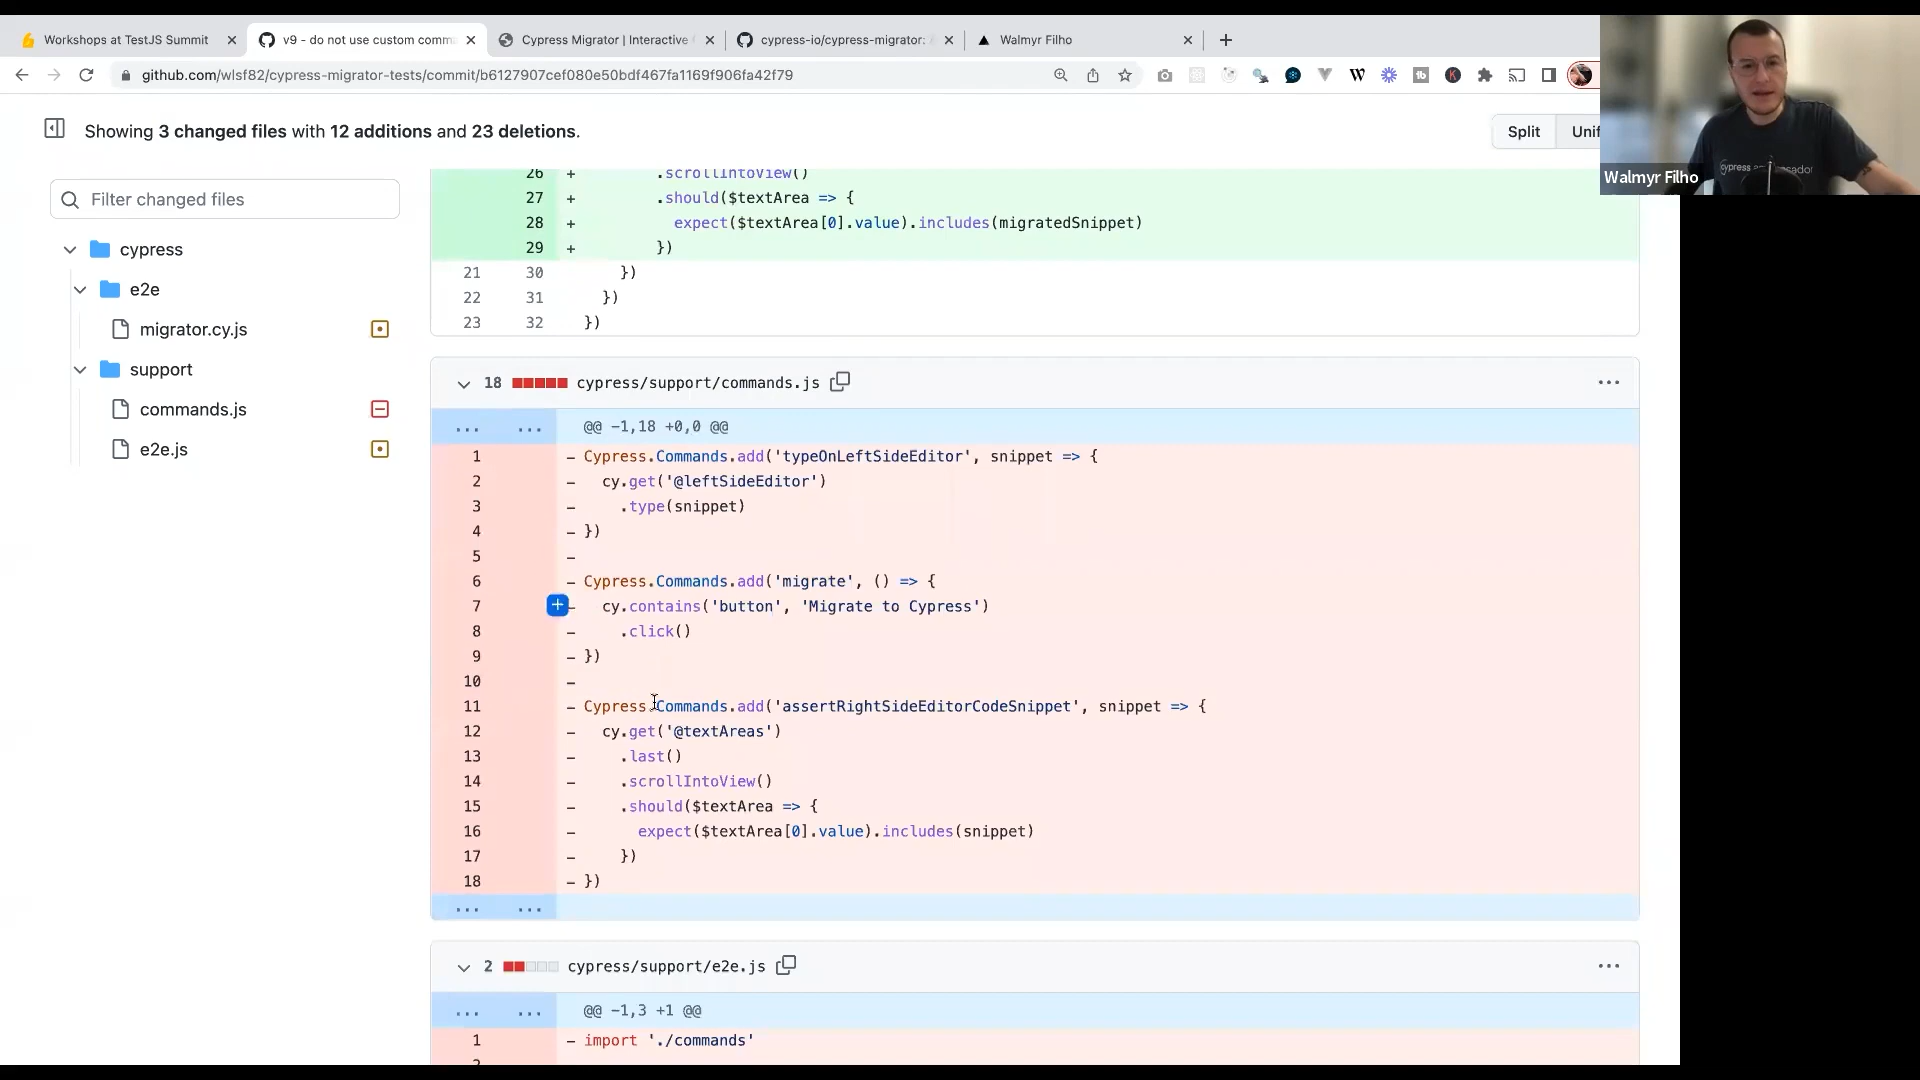 Workshops at TestJS Summit
v9 - do not use custom comm
Cypress Migrator | Interactive
cypress-io/cypress-migrator:
Walmyr Filho
github.com/wlsf82/cypress-migrator-tests/commit/b6127907cef080e50bdf467fa1169f906fa42f79
Showing 3 changed files with 12 additions and 23 deletions.
Split
Unif
Walmyr Filho
Filter changed files
cypress
e2e
migrator.cy.js
support
commands.js
e2e.js
26 + .scrollIntoView()
27 + .should($textArea => {
28 + expect($textArea[0].value).includes(migratedSnippet)
29 + })
21 30 })
22 31 })
23 32 })
18 cypress/support/commands.js
... ... @@ -1,18 +0,0 @@
1 - Cypress.Commands.add('typeOnLeftSideEditor', snippet => {
2 - cy.get('@leftSideEditor')
3 - .type(snippet)
4 - })
5 -
6 - Cypress.Commands.add('migrate', () => {
7 - cy.contains('button', 'Migrate to Cypress')
8 - .click()
9 - })
10 -
11 - Cypress.Commands.add('assertRightSideEditorCodeSnippet', snippet => {
12 - cy.get('@textAreas')
13 - .last()
14 - .scrollIntoView()
15 - .should($textArea => {
16 - expect($textArea[0].value).includes(snippet)
17 - })
18 - })
... ...
2 cypress/support/e2e.js
... ... @@ -1,3 +1 @@
1 - import './commands'